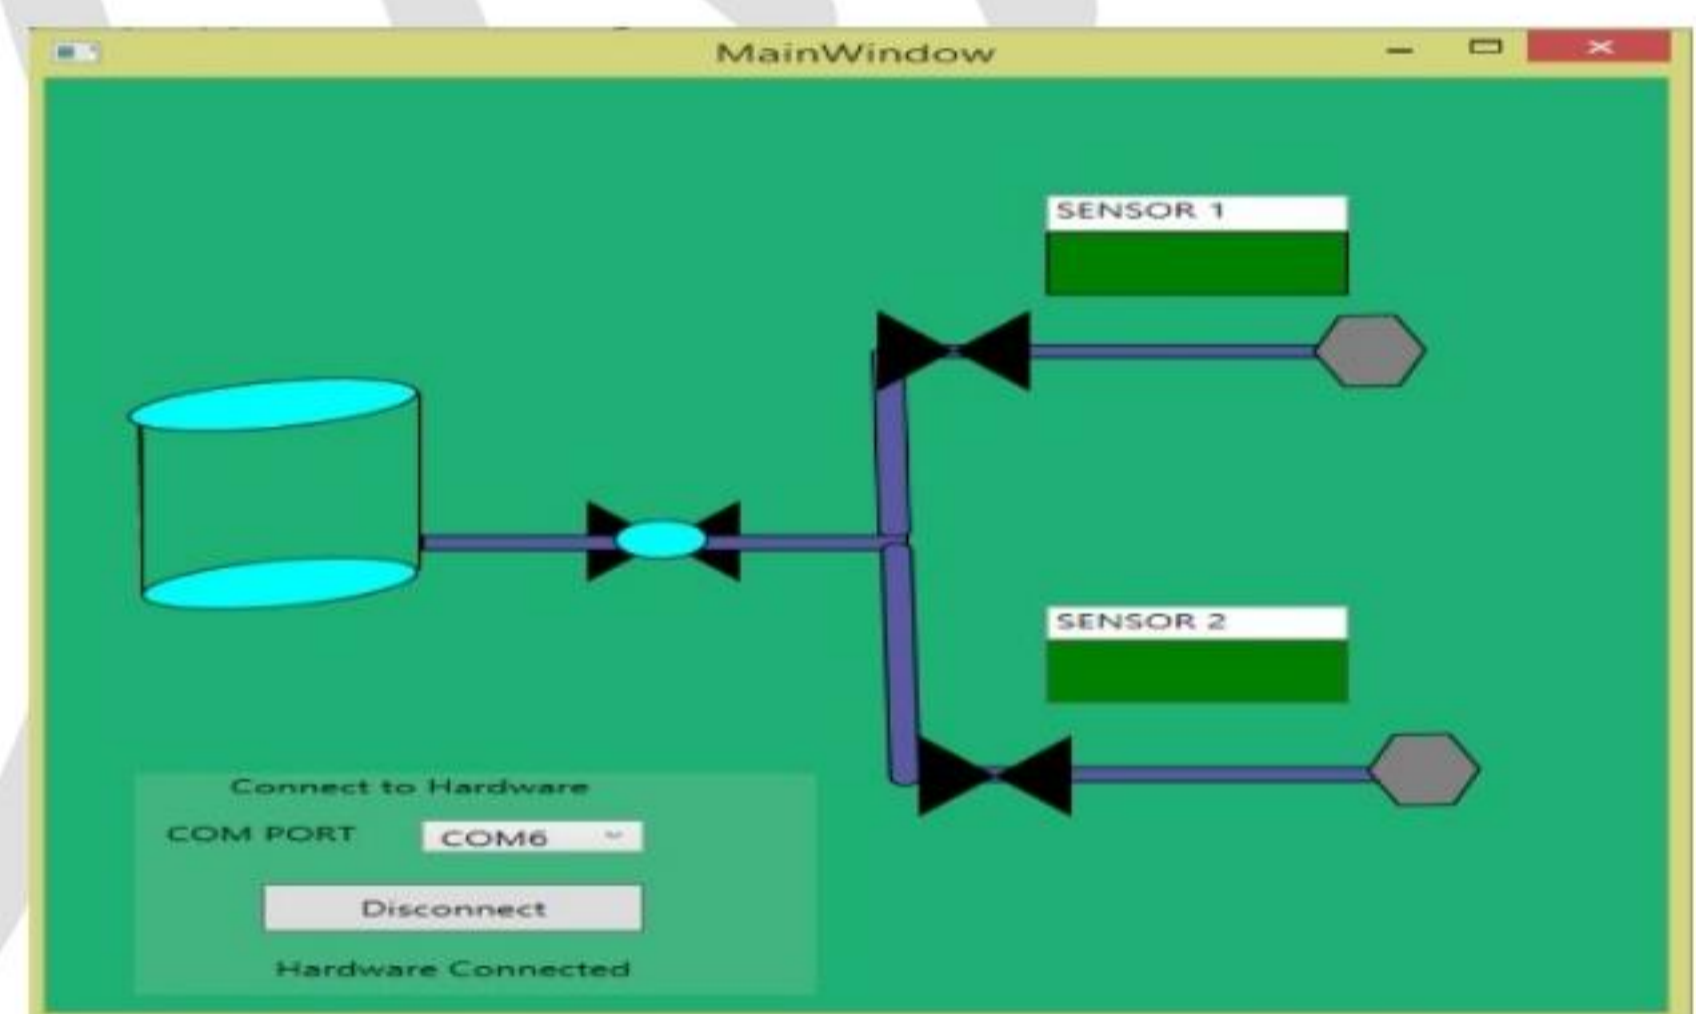 MainWindow
SENSOR 1
SENSOR 2
Connect to Hardware
COM PORT
COM6
Disconnect
Hardware Connected